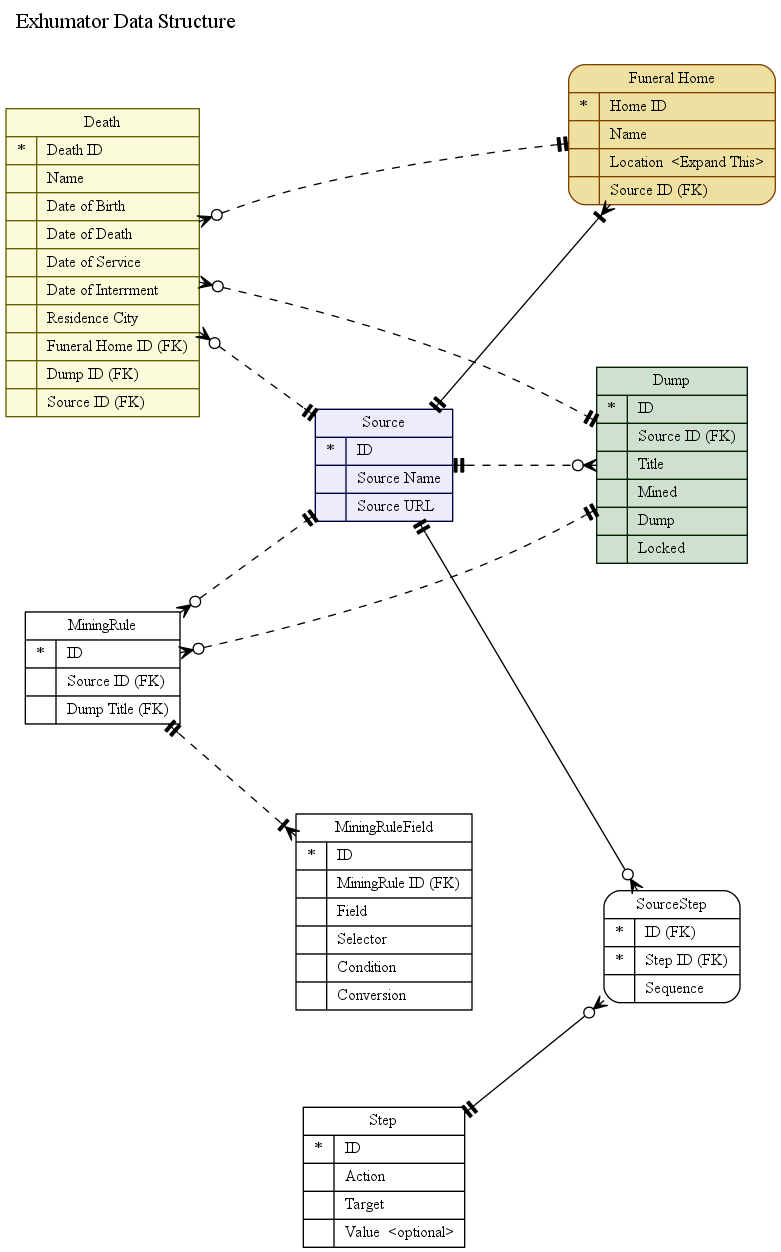 Exhumator Data Structure
Funeral Home
* Home ID
Name
Location <Expand This>
Source ID (FK)
Death
* Death ID
Name
Date of Birth
Date of Death
Date of Service
Date of Interrment
Residence City
Funeral Home ID (FK)
Dump ID (FK)
Source ID (FK)
Dump
* ID
Source ID (FK)
Title
Mined
Dump
Locked
Source
* ID
Source Name
Source URL
MiningRule
* ID
Source ID (FK)
Dump Title (FK)
MiningRuleField
* ID
MiningRule ID (FK)
Field
Selector
Condition
Conversion
SourceStep
* ID (FK)
* Step ID (FK)
Sequence
Step
* ID
Action
Target
Value <optional>